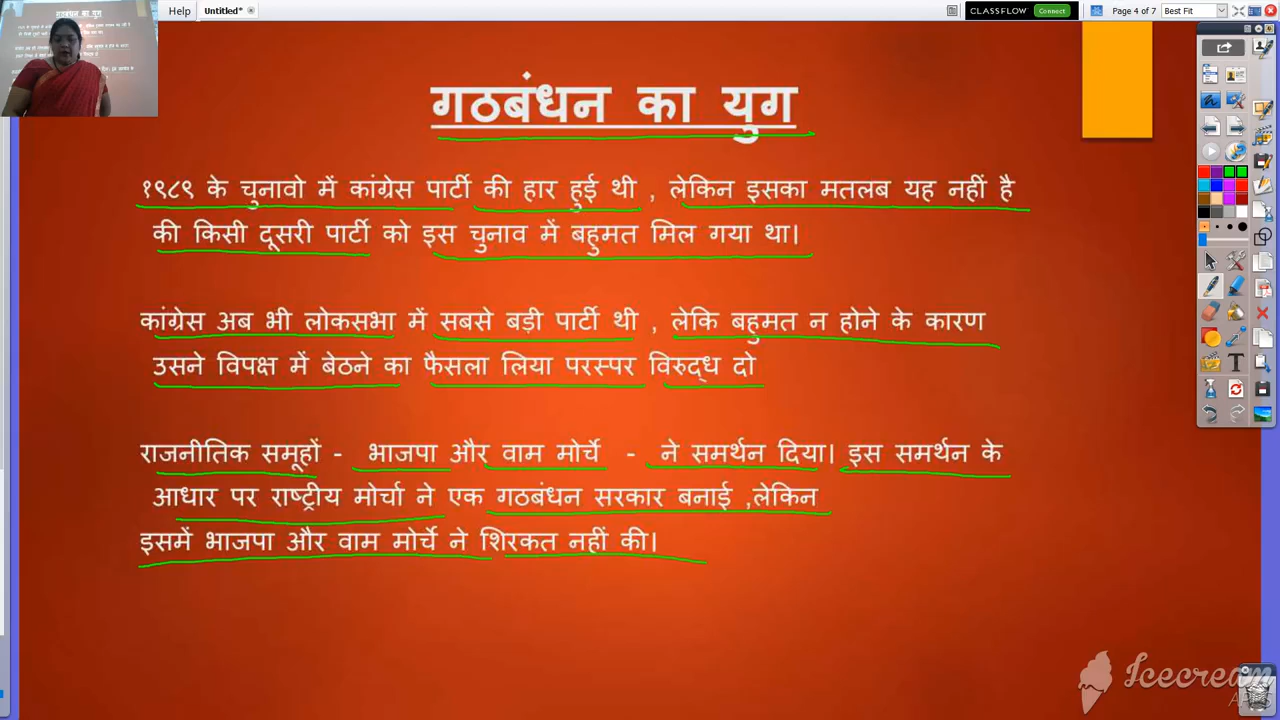 Help
Untitled*
CLASSFLOW Connect
Page 4 of 7
Best Fit
गठबंधन का युग
१९८९ के चुनावो में कांग्रेस पार्टी की हार हुई थी , लेकिन इसका मतलब यह नहीं है
की किसी दूसरी पार्टी को इस चुनाव में बहुमत मिल गया था।
कांग्रेस अब भी लोकसभा में सबसे बड़ी पार्टी थी , लेकि बहुमत न होने के कारण
उसने विपक्ष में बेठने का फैसला लिया परस्पर विरुद्ध दो
राजनीतिक समूहों - भाजपा और वाम मोर्चे - ने समर्थन दिया। इस समर्थन के
आधार पर राष्ट्रीय मोर्चा ने एक गठबंधन सरकार बनाई ,लेकिन
इसमें भाजपा और वाम मोर्चे ने शिरकत नहीं की।
Icecream
APPS